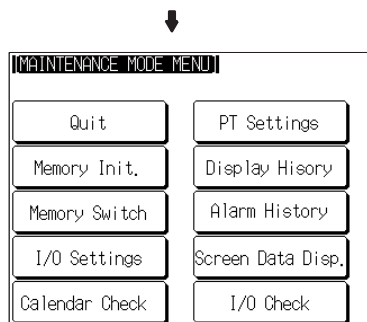 [MAINTENANCE MODE MENU]
Quit
PT Settings
Memory Init.
Display Hisory
Memory Switch
Alarm History
I/O Settings
Screen Data Disp.
Calendar Check
I/O Check